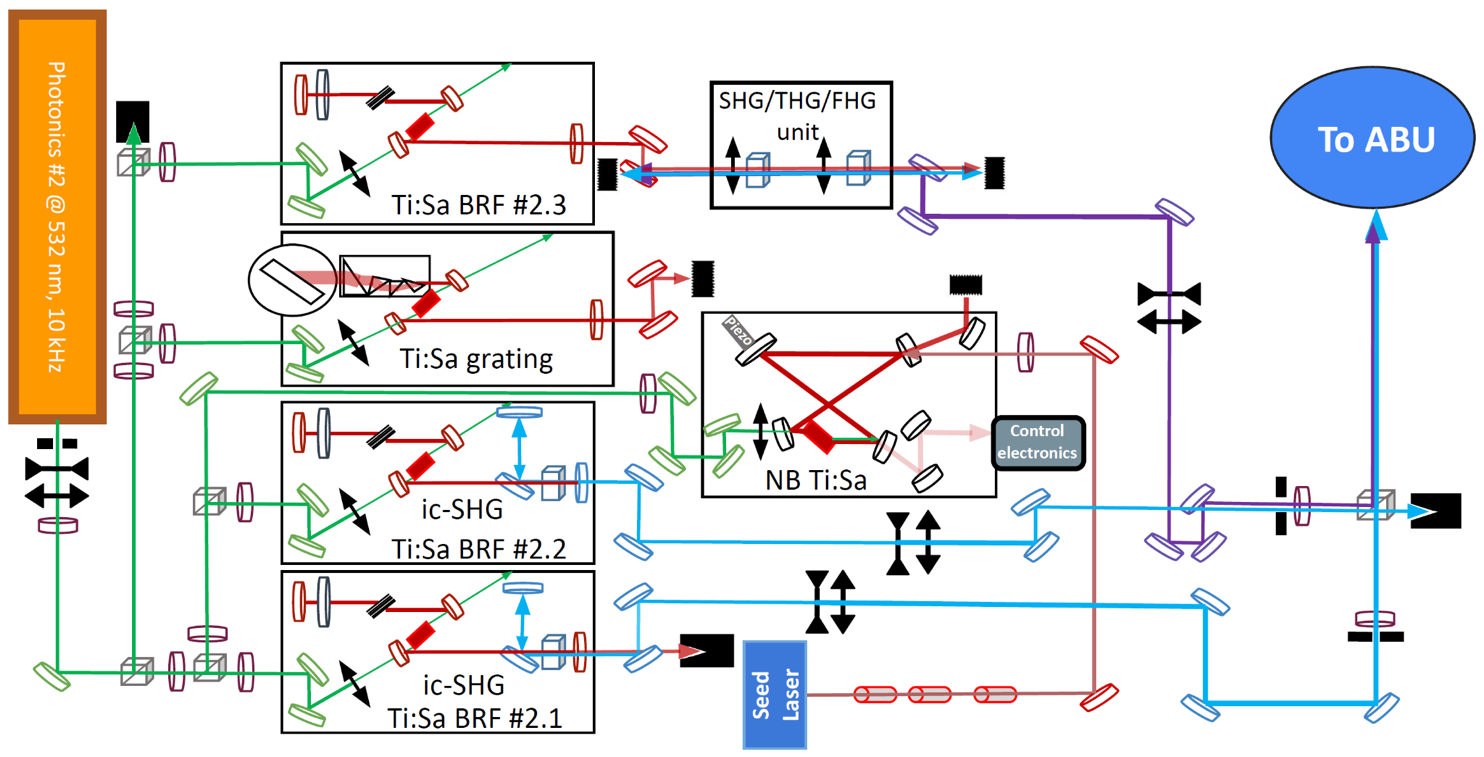 Photonics #2 @ 532 nm, 10 kHz
Ti:Sa BRF #2.3
SHG/THG/FHG
unit
To ABU
Ti:Sa grating
Piezo
NB Ti:Sa
Control
electronics
ic-SHG
Ti:Sa BRF #2.2
ic-SHG
Ti:Sa BRF #2.1
Seed
Laser